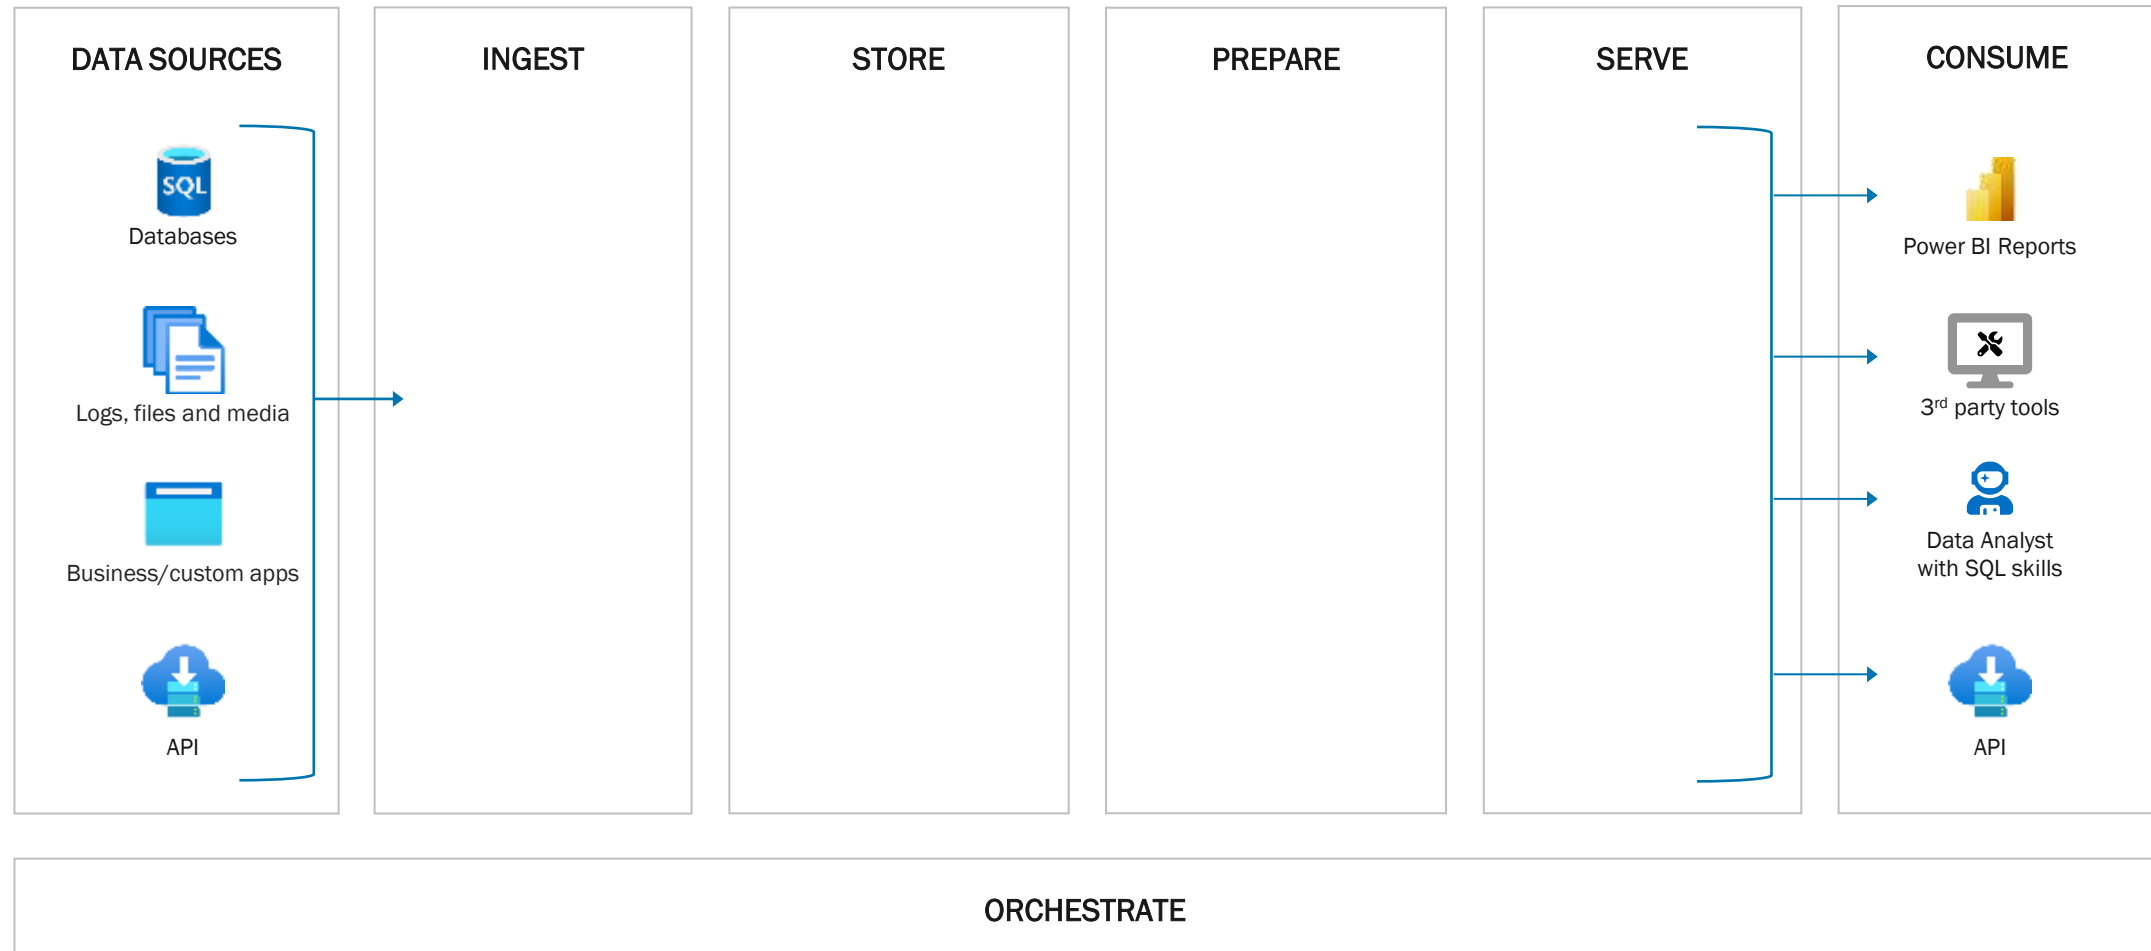 DATA SOURCES
INGEST
STORE
PREPARE
SERVE
CONSUME
SQL
Databases
Logs, files and media
Business/custom apps
API
Power BI Reports
3rd party tools
Data Analyst
with SQL skills
API
ORCHESTRATE